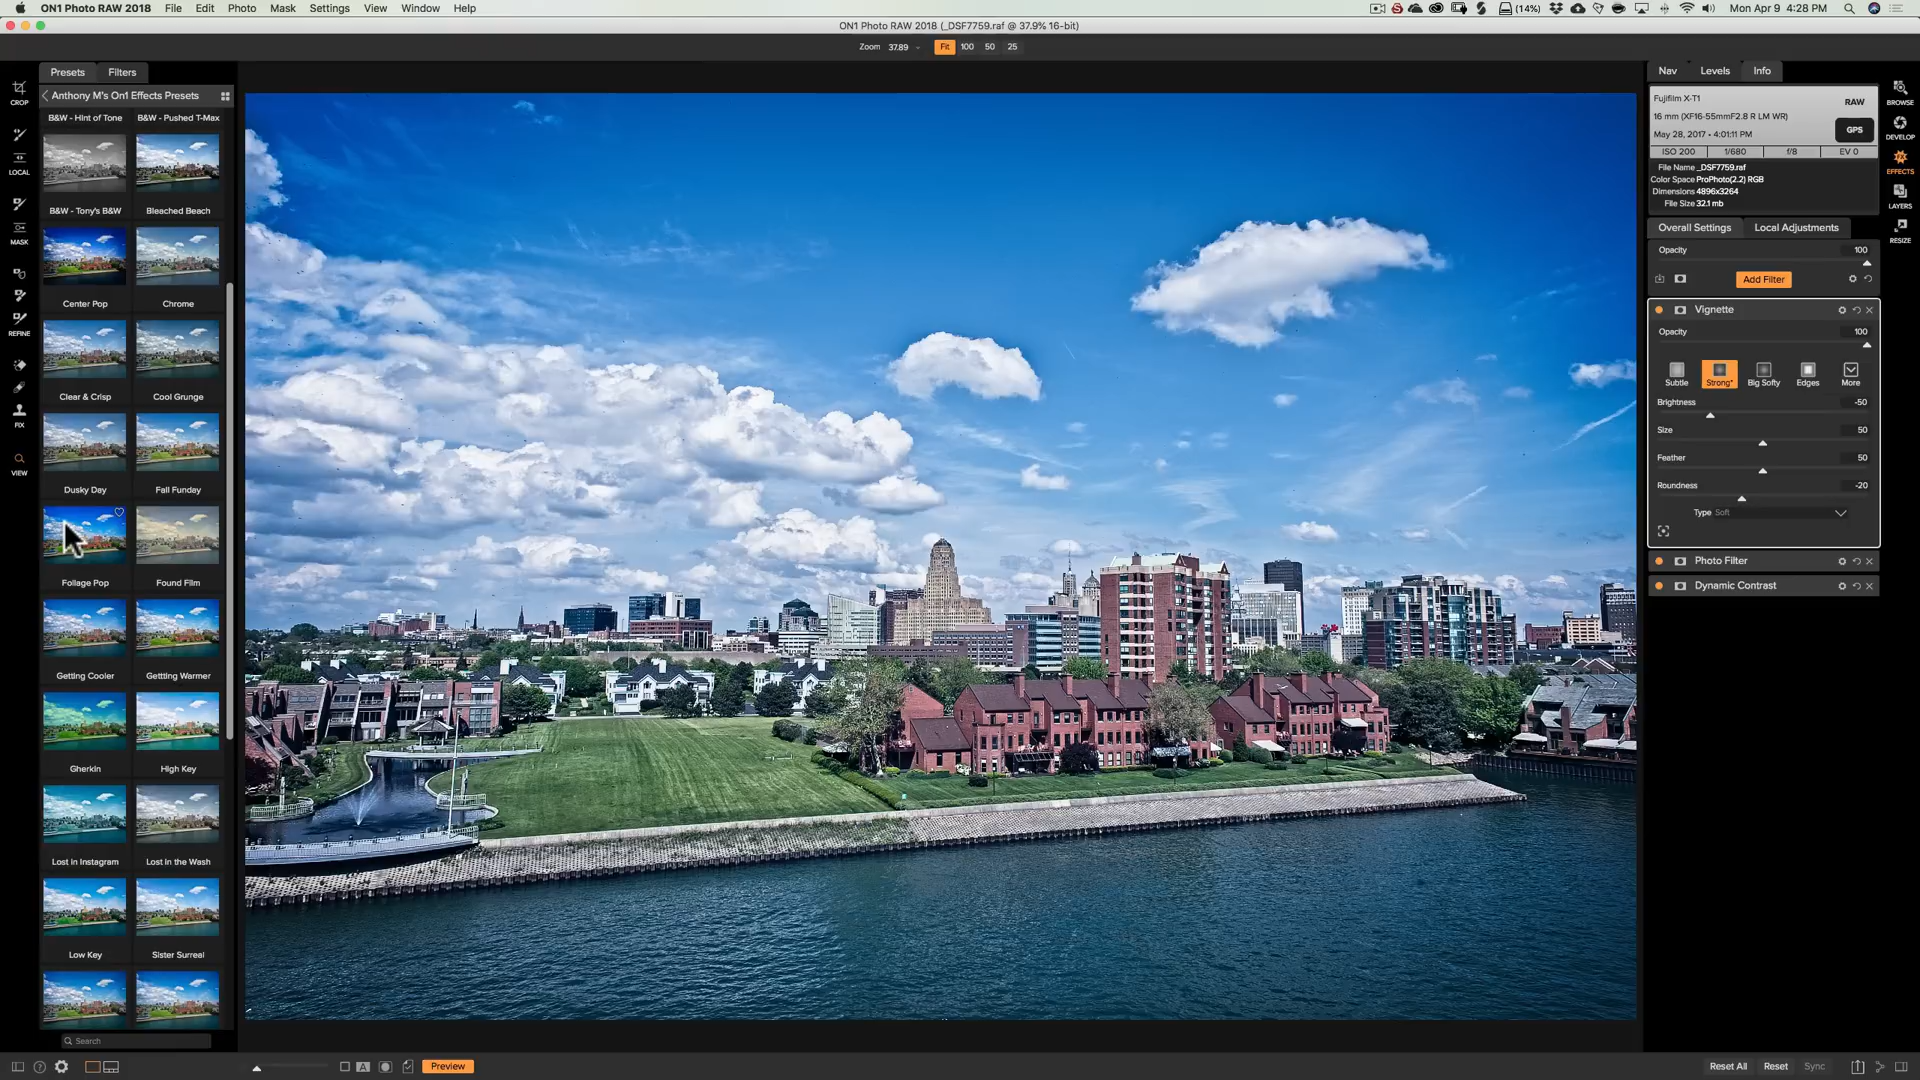 ON1 Photo RAW 2018 File Edit Photo Mask Settings View Window Help
(14%) Mon Apr 9 4:28 PM
ON1 Photo RAW 2018 (_DSF7759.raf @ 37.9% 16-bit)
Zoom 37.89 Fit 100 50 25
Presets Filters
Anthony M's On1 Effects Presets
B&W - Hint of Tone B&W - Pushed T-Max
B&W - Tony's B&W Bleached Beach
Center Pop Chrome
Clear & Crisp Cool Grunge
Dusky Day Fall Funday
Foliage Pop Found Film
Getting Cooler Gettting Warmer
Gherkin High Key
Lost in Instagram Lost in the Wash
Low Key Sister Surreal
Search
CROP
LOCAL
MASK
REFINE
FIX
VIEW
Nav Levels Info
Fujifilm X-T1 RAW
16 mm (XF16-55mmF2.8 R LM WR)
May 28, 2017 • 4:01:11 PM GPS
ISO 200 1/680 f/8 EV 0
File Name _DSF7759.raf
Color Space ProPhoto(2.2) RGB
Dimensions 4896x3264
File Size 32.1 mb
Overall Settings Local Adjustments
Opacity 100
Add Filter
Vignette
Opacity 100
Subtle Strong* Big Softy Edges More
Brightness -50
Size 50
Feather 50
Roundness -20
Type Soft
Photo Filter
Dynamic Contrast
BROWSE
DEVELOP
FX
EFFECTS
LAYERS
RESIZE
A Preview
Reset All Reset Sync